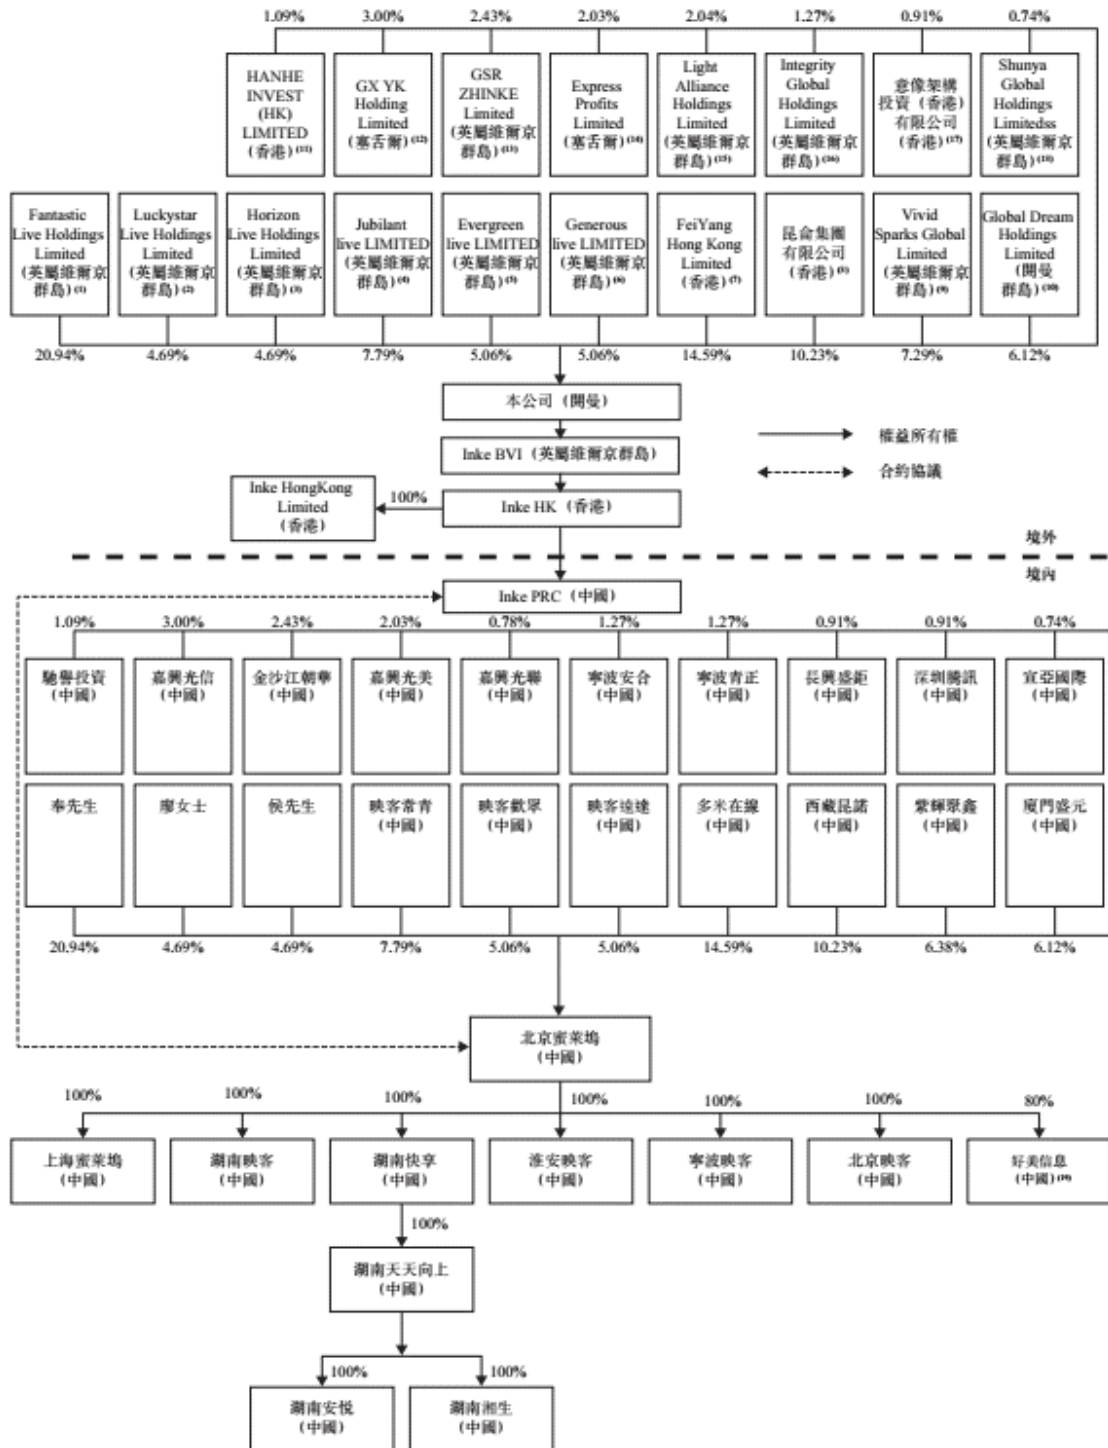 1.09% 3.00% 2.43% 2.03% 2.04% 1.27% 0.91% 0.74%
HANHE
INVEST
(HK)
LIMITED
(香港)(11)
GX YK
Holding
Limited
(塞舌爾)(12)
GSR
ZHINKE
Limited
(英屬維爾京
群島)(13)
Express
Profits
Limited
(塞舌爾)(14)
Light
Alliance
Holdings
Limited
(英屬維爾京
群島)(15)
Integrity
Global
Holdings
Limited
(英屬維爾京
群島)(16)
意像架構
投資(香港)
有限公司
(香港)(17)
Shunya
Global
Holdings
Limitedss
(英屬維爾京
群島)(18)
Fantastic
Live Holdings
Limited
(英屬維爾京
群島)(1)
Luckystar
Live Holdings
Limited
(英屬維爾京
群島)(2)
Horizon
Live Holdings
Limited
(英屬維爾京
群島)(3)
Jubilant
live LIMITED
(英屬維爾京
群島)(4)
Evergreen
live LIMITED
(英屬維爾京
群島)(5)
Generous
live LIMITED
(英屬維爾京
群島)(6)
FeiYang
Hong Kong
Limited
(香港)(7)
昆侖集團
有限公司
(香港)(8)
Vivid
Sparks Global
Limited
(英屬維爾京
群島)(9)
Global Dream
Holdings
Limited
(開曼
群島)(10)
20.94% 4.69% 4.69% 7.79% 5.06% 5.06% 14.59% 10.23% 7.29% 6.12%
本公司(開曼)
權益所有權
Inke BVI(英屬維爾京群島)
合約協議
Inke HongKong
Limited
(香港)
100%
Inke HK(香港)
境外
境內
Inke PRC(中國)
1.09% 3.00% 2.43% 2.03% 0.78% 1.27% 1.27% 0.91% 0.91% 0.74%
馳譽投資
(中國)
嘉興光信
(中國)
金沙江朝華
(中國)
嘉興光美
(中國)
嘉興光聯
(中國)
寧波安合
(中國)
寧波青正
(中國)
長興盛鉅
(中國)
深圳騰訊
(中國)
宣亞國際
(中國)
奉先生
廖女士
侯先生
映客常青
(中國)
映客歡眾
(中國)
映客遠達
(中國)
多米在線
(中國)
西藏昆諾
(中國)
紫輝聚鑫
(中國)
廈門盛元
(中國)
20.94% 4.69% 4.69% 7.79% 5.06% 5.06% 14.59% 10.23% 6.38% 6.12%
北京蜜萊塢
(中國)
100% 100% 100% 100% 100% 100% 80%
上海蜜萊塢
(中國)
湖南映客
(中國)
湖南快享
(中國)
淮安映客
(中國)
寧波映客
(中國)
北京映客
(中國)
好美信息
(中國)(19)
100%
湖南天天向上
(中國)
100% 100%
湖南安悅
(中國)
湖南湘生
(中國)